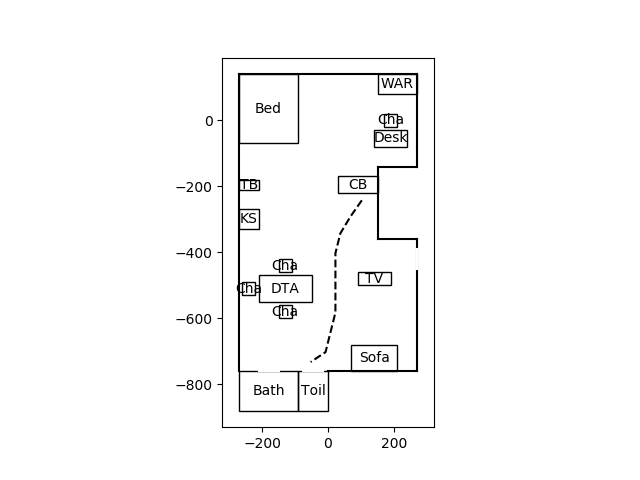 WAR
Bed
0
Cha
Desk
TB
CB
−200
KS
−400
Cha
TV
Cha
DTA
Cha
−600
Sofa
−800
Bath
Toil
−200
0
200